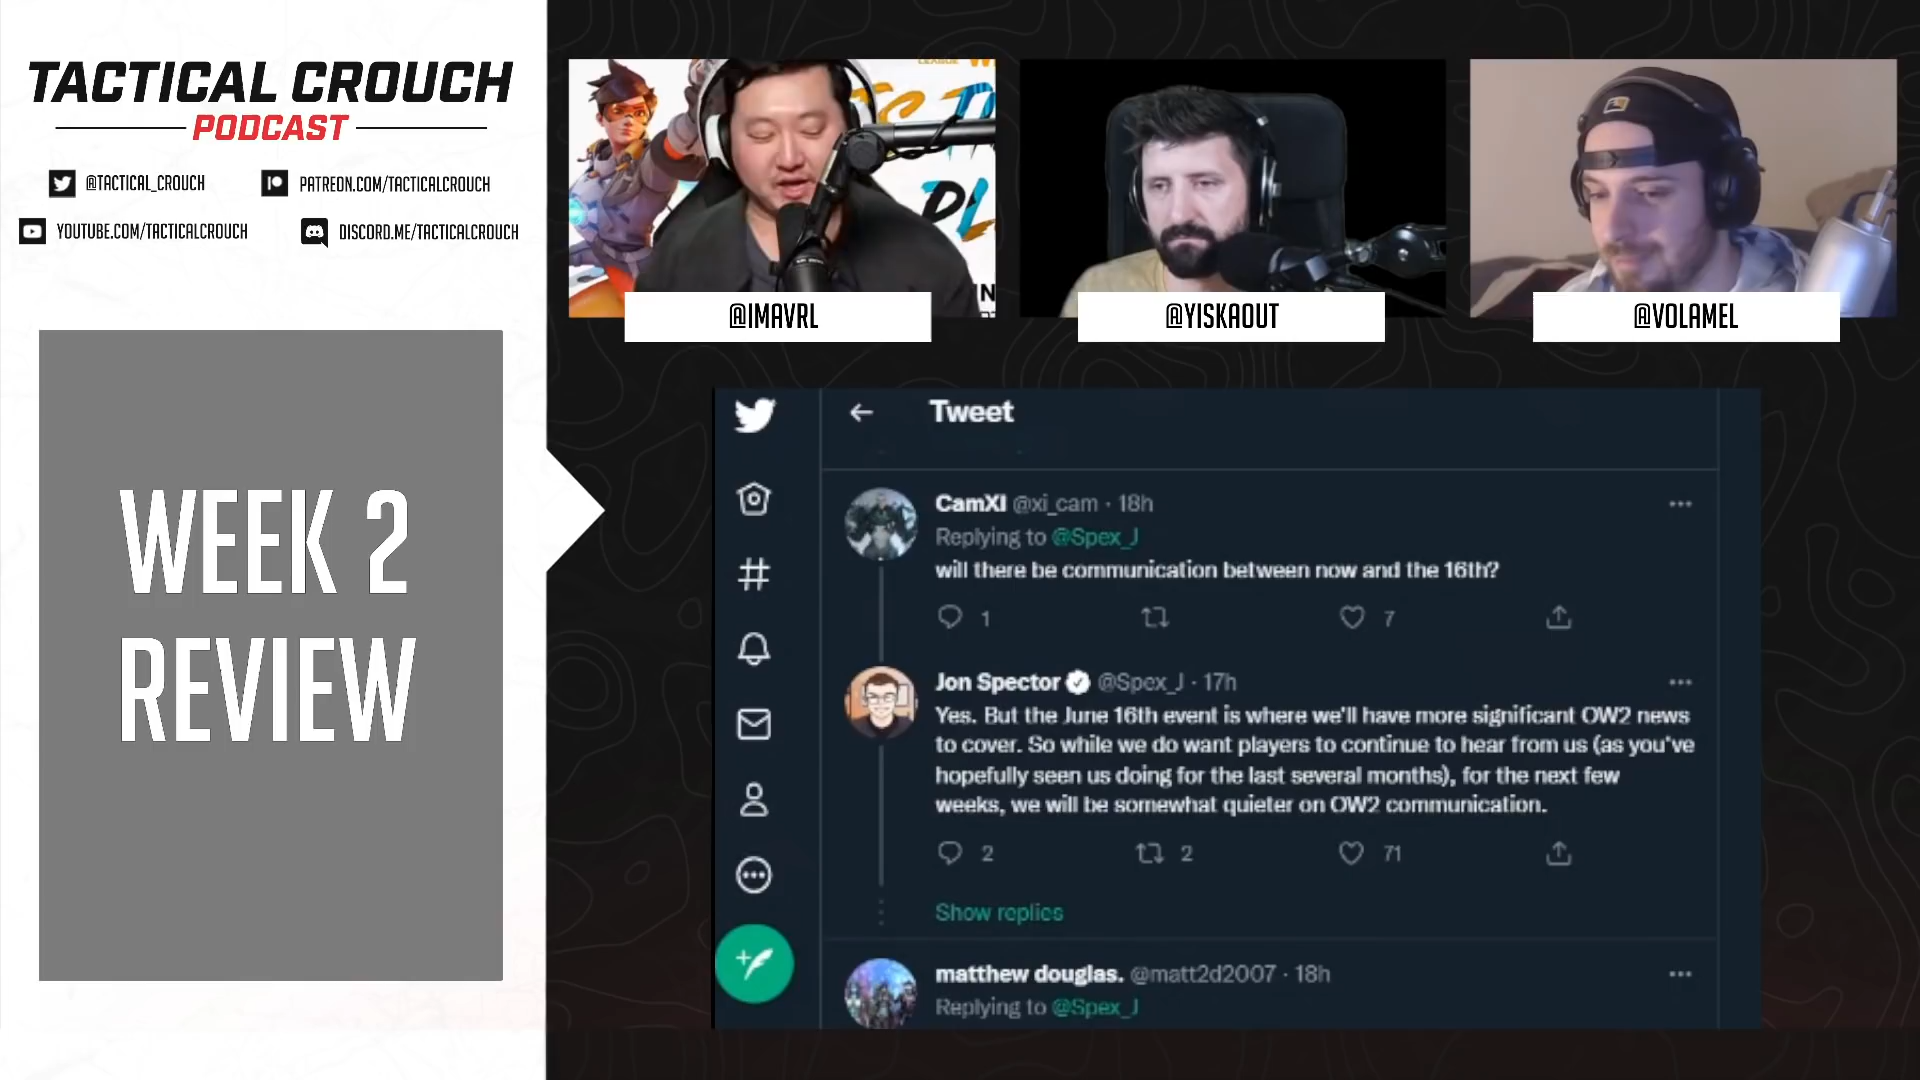 TACTICAL CROUCH
PODCAST
@TACTICAL_CROUCH
PATREON.COM/TACTICALCROUCH
YOUTUBE.COM/TACTICALCROUCH
DISCORD.ME/TACTICALCROUCH
WEEK 2
REVIEW
@IMAVRL
@YISKAOUT
@VOLAMEL
Tweet
CamXI @xi_cam · 18h
Replying to @Spex_J
will there be communication between now and the 16th?
1 7
Jon Spector @Spex_J · 17h
Yes. But the June 16th event is where we'll have more significant OW2 news
to cover. So while we do want players to continue to hear from us (as you've
hopefully seen us doing for the last several months), for the next few
weeks, we will be somewhat quieter on OW2 communication.
2 2 71
Show replies
matthew douglas. @matt2d2007 · 18h
Replying to @Spex_J